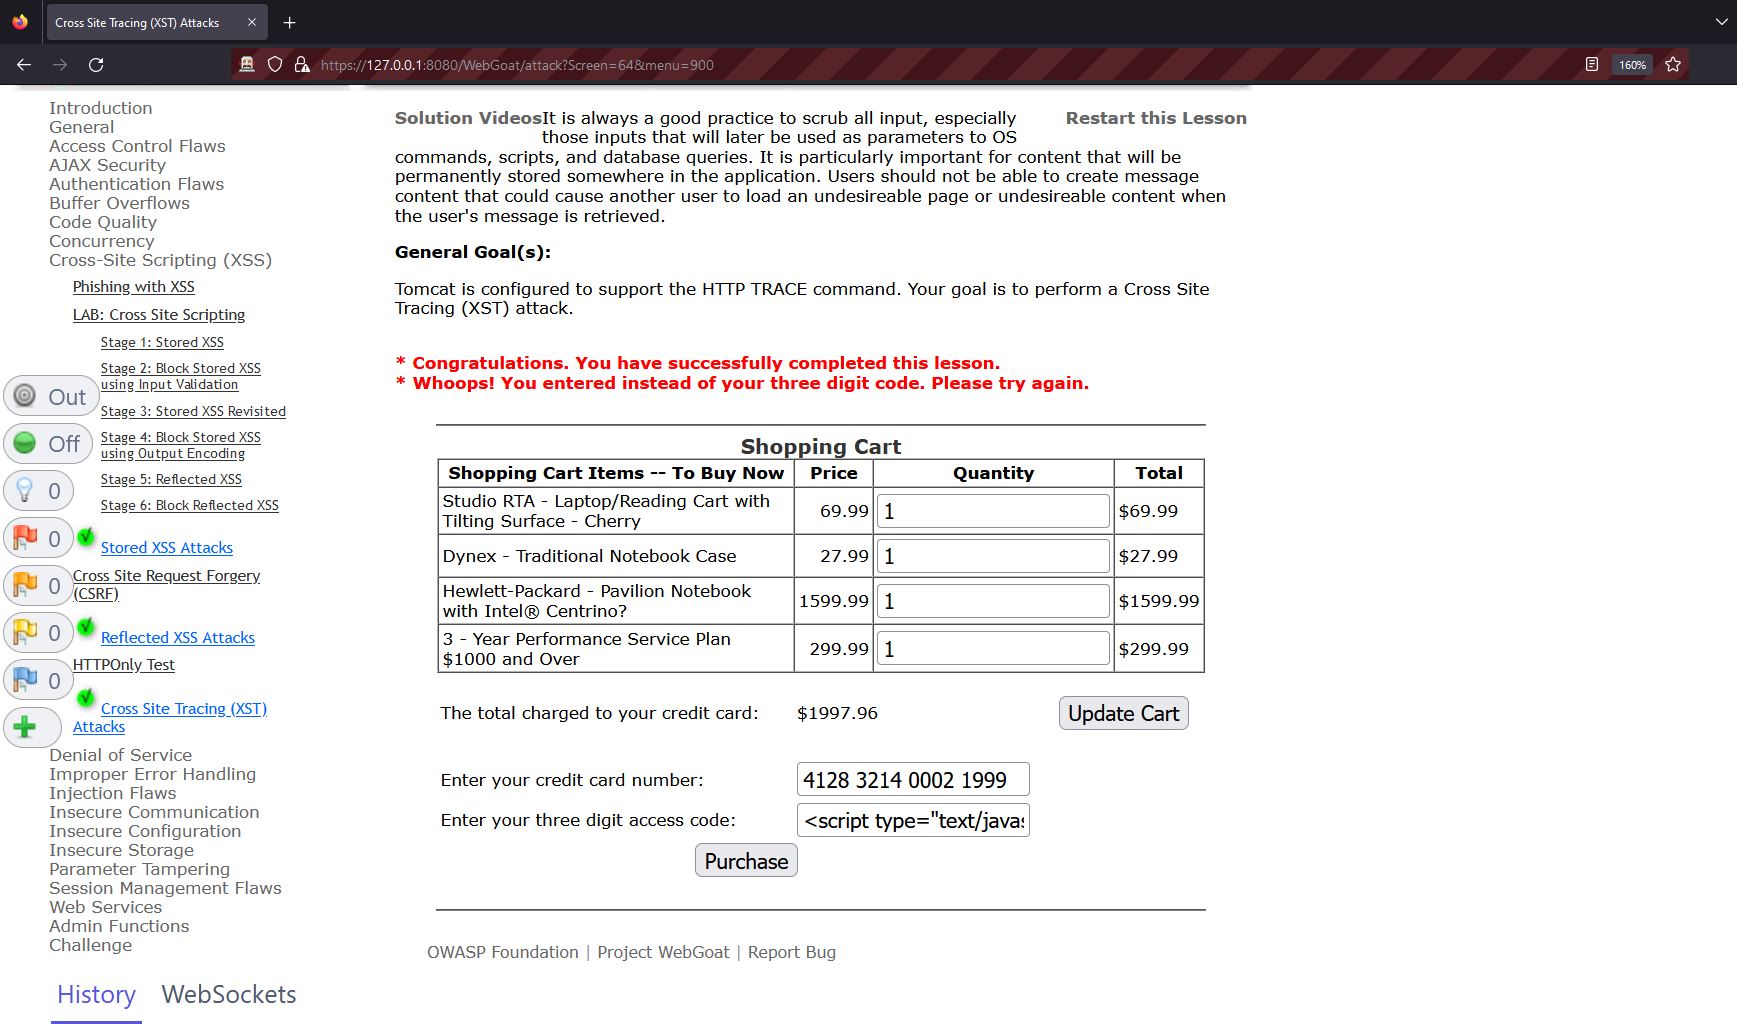 Cross Site Tracing (XST) Attacks
https://127.0.0.1:8080/WebGoat/attack?Screen=64&menu=900
160%
Introduction
General
Access Control Flaws
AJAX Security
Authentication Flaws
Buffer Overflows
Code Quality
Concurrency
Cross-Site Scripting (XSS)
Phishing with XSS
LAB: Cross Site Scripting
Stage 1: Stored XSS
Stage 2: Block Stored XSS
using Input Validation
Stage 3: Stored XSS Revisited
Stage 4: Block Stored XSS
using Output Encoding
Stage 5: Reflected XSS
Stage 6: Block Reflected XSS
Stored XSS Attacks
Cross Site Request Forgery
(CSRF)
Reflected XSS Attacks
HTTPOnly Test
Cross Site Tracing (XST)
Attacks
Denial of Service
Improper Error Handling
Injection Flaws
Insecure Communication
Insecure Configuration
Insecure Storage
Parameter Tampering
Session Management Flaws
Web Services
Admin Functions
Challenge
Out
Off
0
0
0
0
0
History WebSockets
Solution Videos It is always a good practice to scrub all input, especially Restart this Lesson
those inputs that will later be used as parameters to OS
commands, scripts, and database queries. It is particularly important for content that will be
permanently stored somewhere in the application. Users should not be able to create message
content that could cause another user to load an undesireable page or undesireable content when
the user's message is retrieved.
General Goal(s):
Tomcat is configured to support the HTTP TRACE command. Your goal is to perform a Cross Site
Tracing (XST) attack.
* Congratulations. You have successfully completed this lesson.
* Whoops! You entered instead of your three digit code. Please try again.
Shopping Cart
Shopping Cart Items -- To Buy Now Price Quantity Total
Studio RTA - Laptop/Reading Cart with
Tilting Surface - Cherry 69.99 1 $69.99
Dynex - Traditional Notebook Case 27.99 1 $27.99
Hewlett-Packard - Pavilion Notebook
with Intel® Centrino? 1599.99 1 $1599.99
3 - Year Performance Service Plan
$1000 and Over 299.99 1 $299.99
The total charged to your credit card: $1997.96 Update Cart
Enter your credit card number: 4128 3214 0002 1999
Enter your three digit access code: <script type="text/javas
Purchase
OWASP Foundation | Project WebGoat | Report Bug